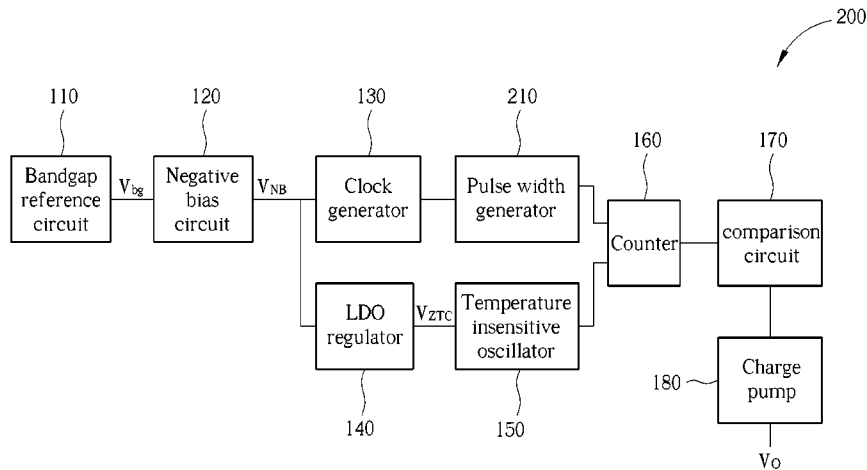 200
110
120
130
210
160
170
Bandgap
reference
circuit
Vbg
Negative
bias
circuit
VNB
Clock
generator
Pulse width
generator
Counter
comparison
circuit
LDO
regulator
VZTC
Temperature
insensitive
oscillator
140
150
180
Charge
pump
VO